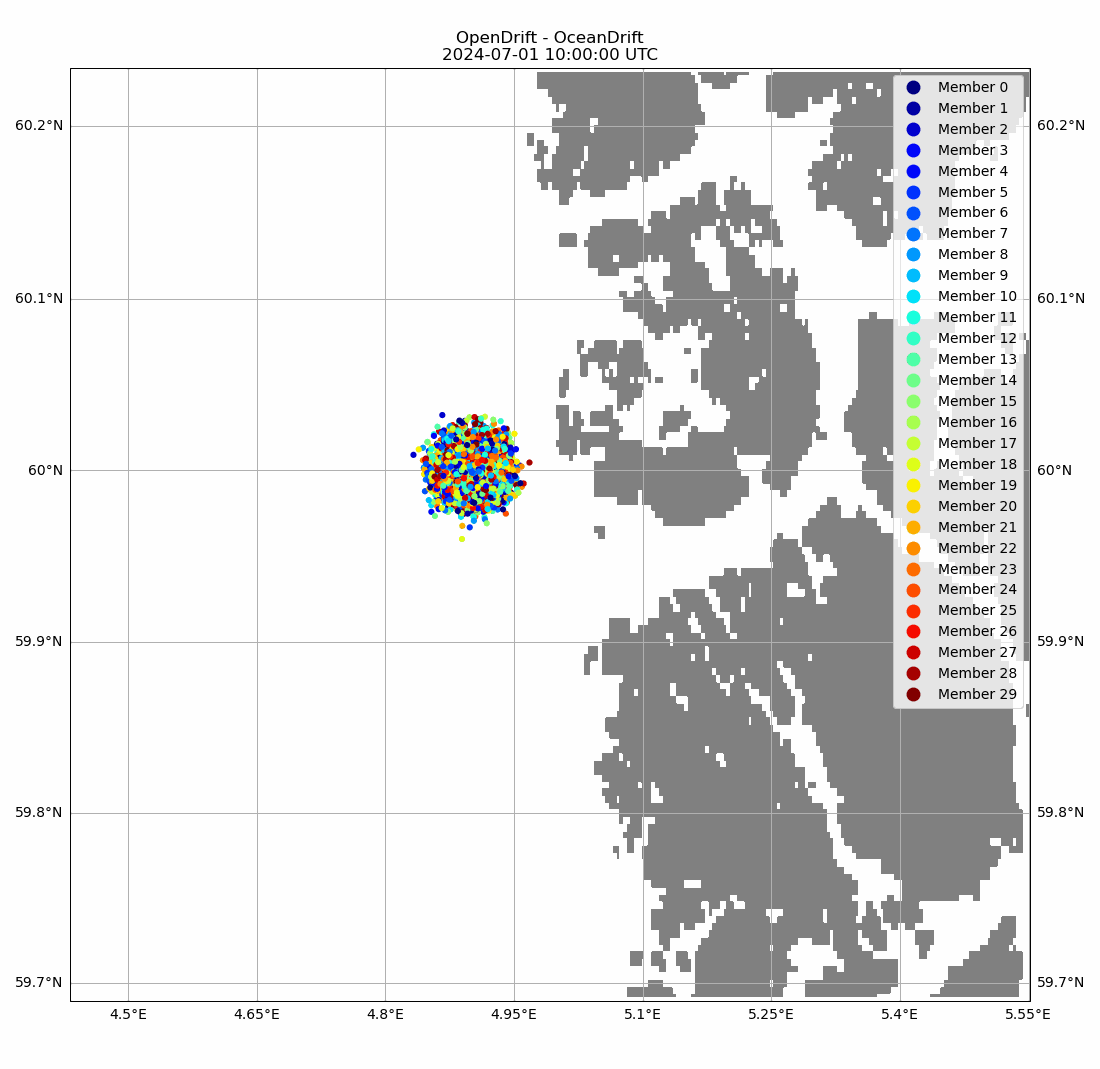 OpenDrift - OceanDrift
2024-07-01 10:00:00 UTC
Member 0
Member 1
Member 2
Member 3
Member 4
Member 5
Member 6
Member 7
Member 8
Member 9
Member 10
Member 11
Member 12
Member 13
Member 14
Member 15
Member 16
Member 17
Member 18
Member 19
Member 20
Member 21
Member 22
Member 23
Member 24
Member 25
Member 26
Member 27
Member 28
Member 29
60.2°N
60.2°N
60.1°N
60.1°N
60°N
60°N
59.9°N
59.9°N
59.8°N
59.8°N
59.7°N
59.7°N
4.5°E
4.65°E
4.8°E
4.95°E
5.1°E
5.25°E
5.4°E
5.55°E